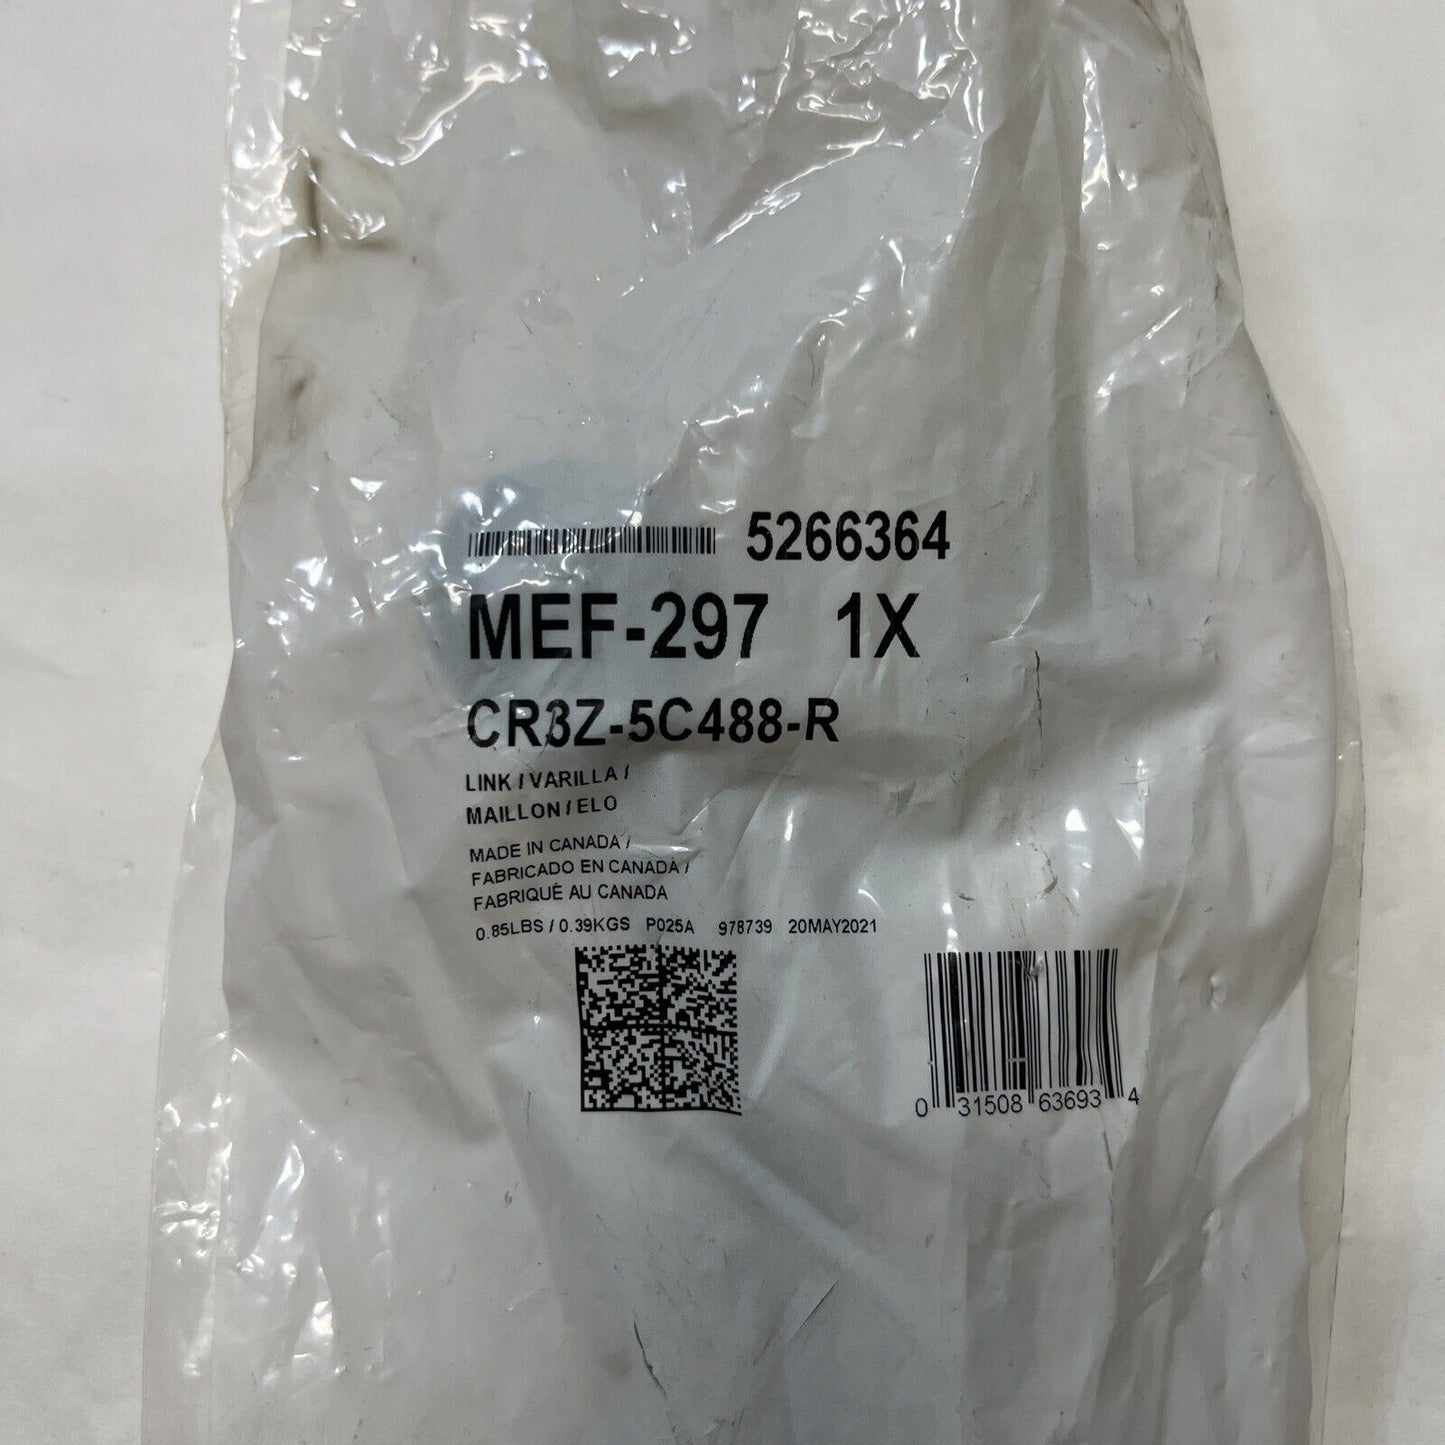 5266364
MEF-297 1X
CR3Z-5C488-R
LINK / VARILLA /
MAILLON / ELO
MADE IN CANADA /
FABRICADO EN CANADA /
FABRIQUÉ AU CANADA
0.85LBS / 0.39KGS P025A 978739 20MAY2021
0 31508 63693 4